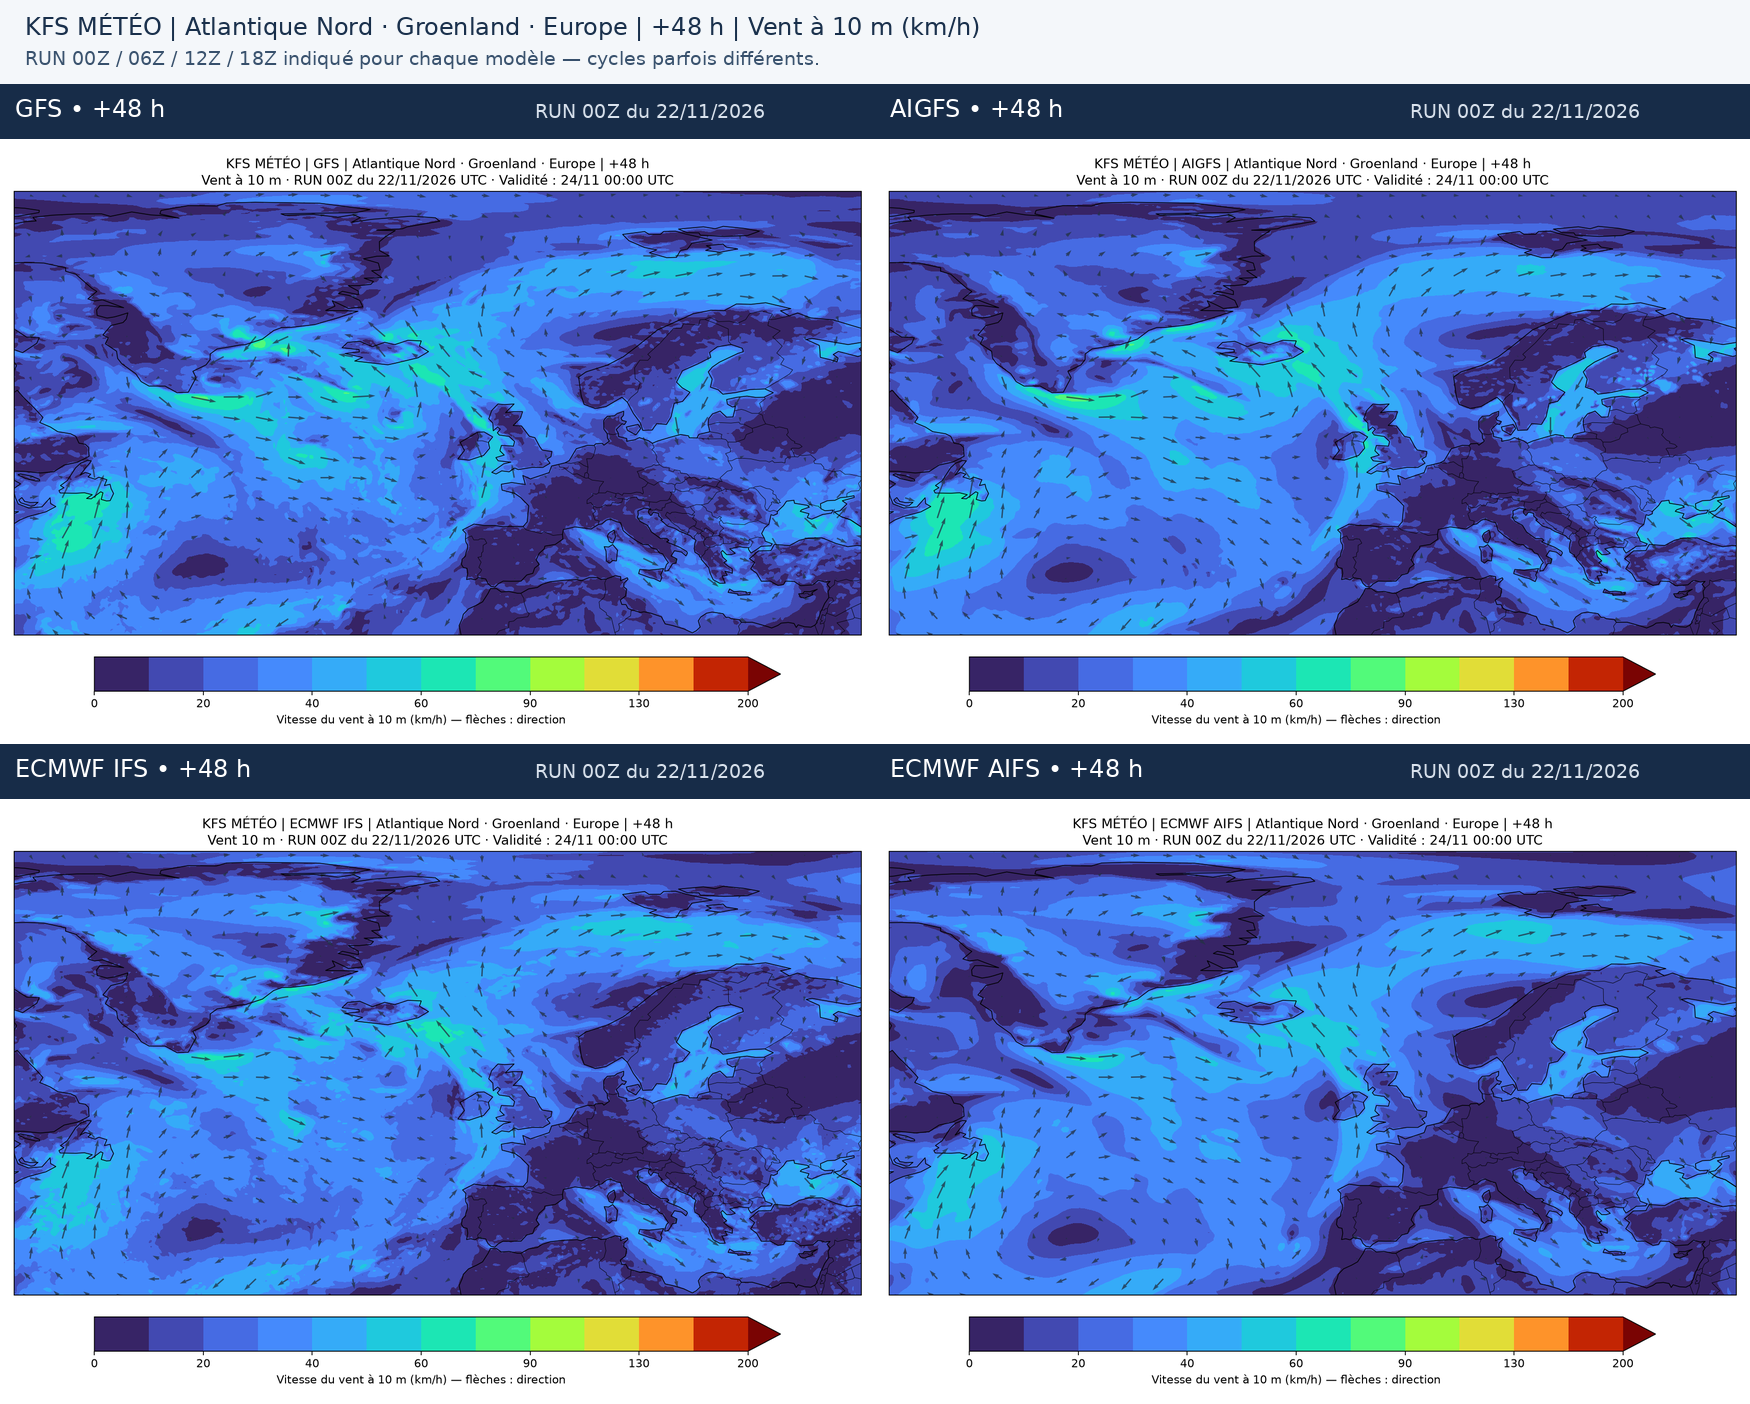 KFS MÉTÉO | Atlantique Nord · Groenland · Europe | +48 h | Vent à 10 m (km/h)
RUN 00Z / 06Z / 12Z / 18Z indiqué pour chaque modèle — cycles parfois différents.
GFS • +48 h
RUN 00Z du 22/11/2026
KFS MÉTÉO | GFS | Atlantique Nord · Groenland · Europe | +48 h
Vent à 10 m · RUN 00Z du 22/11/2026 UTC · Validité : 24/11 00:00 UTC
0 20 40 60 90 130 200
Vitesse du vent à 10 m (km/h) — flèches : direction
AIGFS • +48 h
RUN 00Z du 22/11/2026
KFS MÉTÉO | AIGFS | Atlantique Nord · Groenland · Europe | +48 h
Vent à 10 m · RUN 00Z du 22/11/2026 UTC · Validité : 24/11 00:00 UTC
0 20 40 60 90 130 200
Vitesse du vent à 10 m (km/h) — flèches : direction
ECMWF IFS • +48 h
RUN 00Z du 22/11/2026
KFS MÉTÉO | ECMWF IFS | Atlantique Nord · Groenland · Europe | +48 h
Vent 10 m · RUN 00Z du 22/11/2026 UTC · Validité : 24/11 00:00 UTC
0 20 40 60 90 130 200
Vitesse du vent à 10 m (km/h) — flèches : direction
ECMWF AIFS • +48 h
RUN 00Z du 22/11/2026
KFS MÉTÉO | ECMWF AIFS | Atlantique Nord · Groenland · Europe | +48 h
Vent 10 m · RUN 00Z du 22/11/2026 UTC · Validité : 24/11 00:00 UTC
0 20 40 60 90 130 200
Vitesse du vent à 10 m (km/h) — flèches : direction